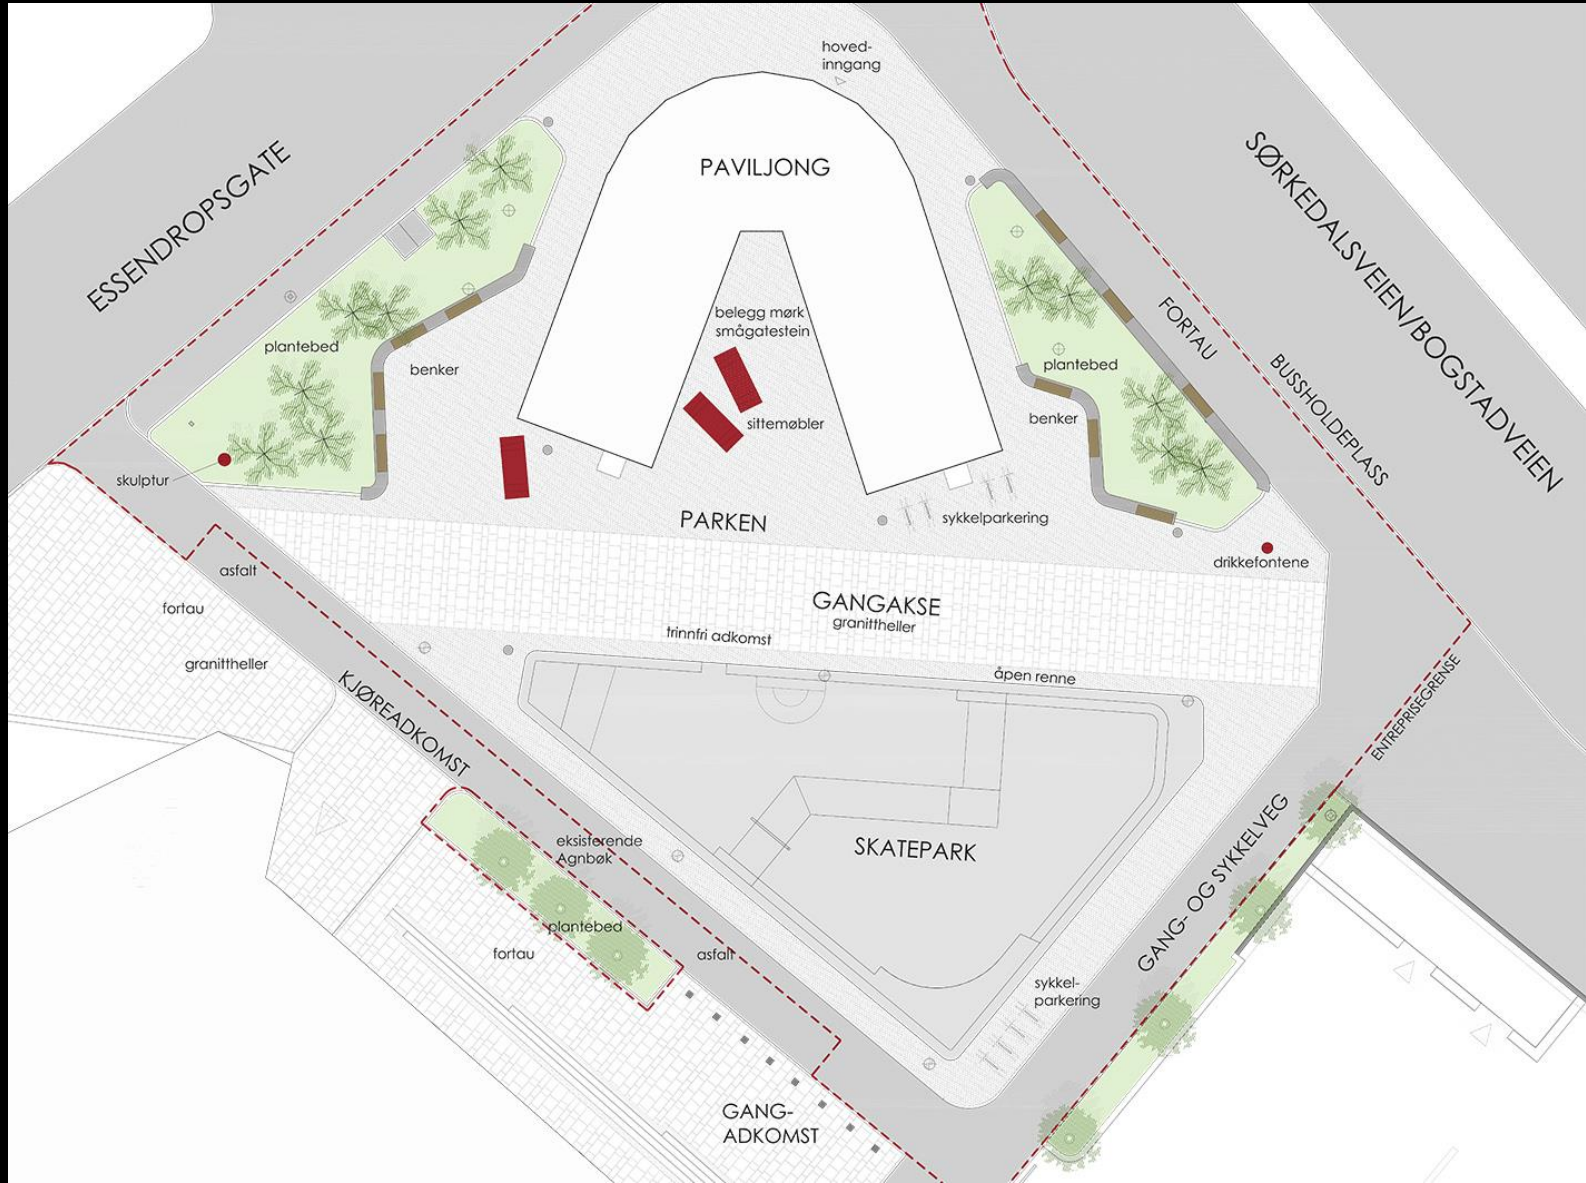 hoved-
inngang
PAVILJONG
ESSENDROPSGATE
SØRKEDALSVEIEN/BOGSTADVEIEN
belegg mørk
smågatestein
FORTAU
plantebed
benker
plantebed
benker
BUSSHOLDEPLASS
sittemøbler
skulptur
PARKEN
sykkelparkering
drikkefontene
asfalt
fortau
GANGAKSE
granittheller
trinnfri adkomst
granittheller
åpen renne
KJØREADKOMST
ENTREPRISEGRENSE
eksisterende
Agnbøk
SKATEPARK
GANG- OG SYKKELVEG
plantebed
fortau
asfalt
sykkel-
parkering
GANG-
ADKOMST